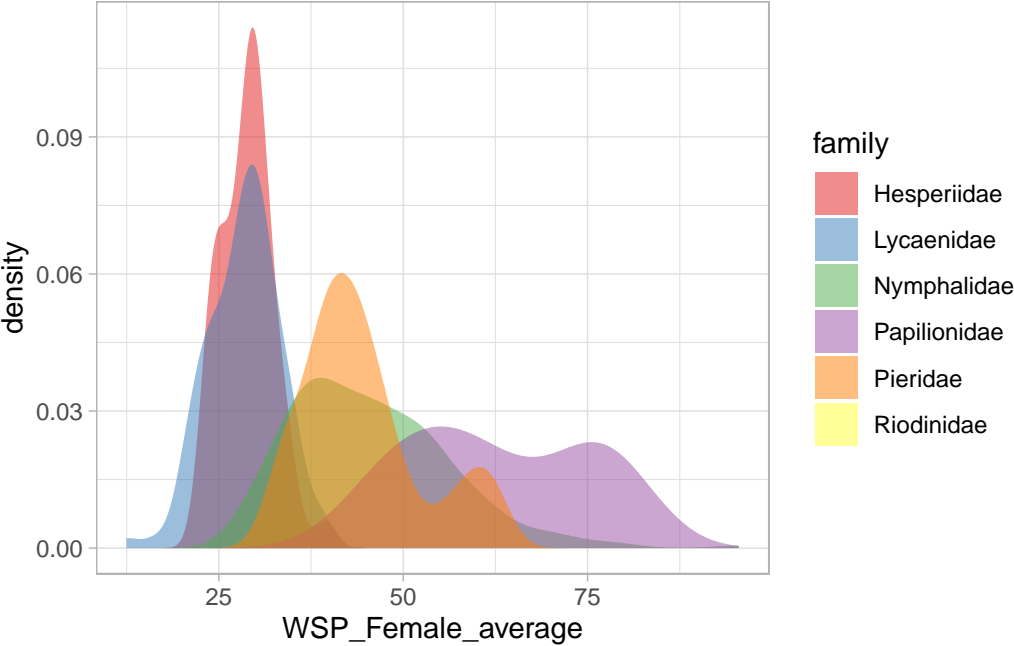 0.09
0.06
0.03
0.00
density
25 50 75
WSP_Female_average
family
Hesperiidae
Lycaenidae
Nymphalidae
Papilionidae
Pieridae
Riodinidae